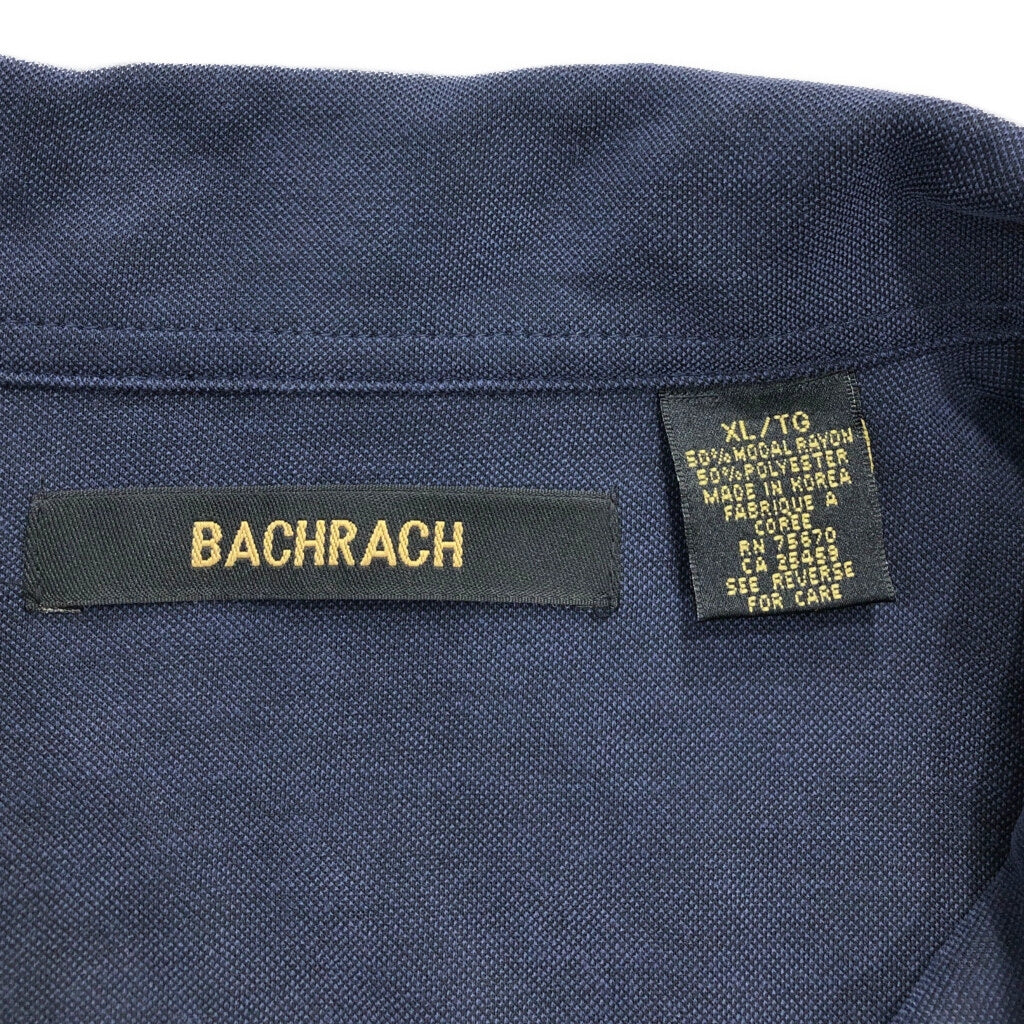 BACHRACH
XL/TG
50% MODAL RAYON
50% POLYESTER
MADE IN KOREA
FABRIQUE A
COREE
RN 75670
CA 28469
SEE REVERSE
FOR CARE